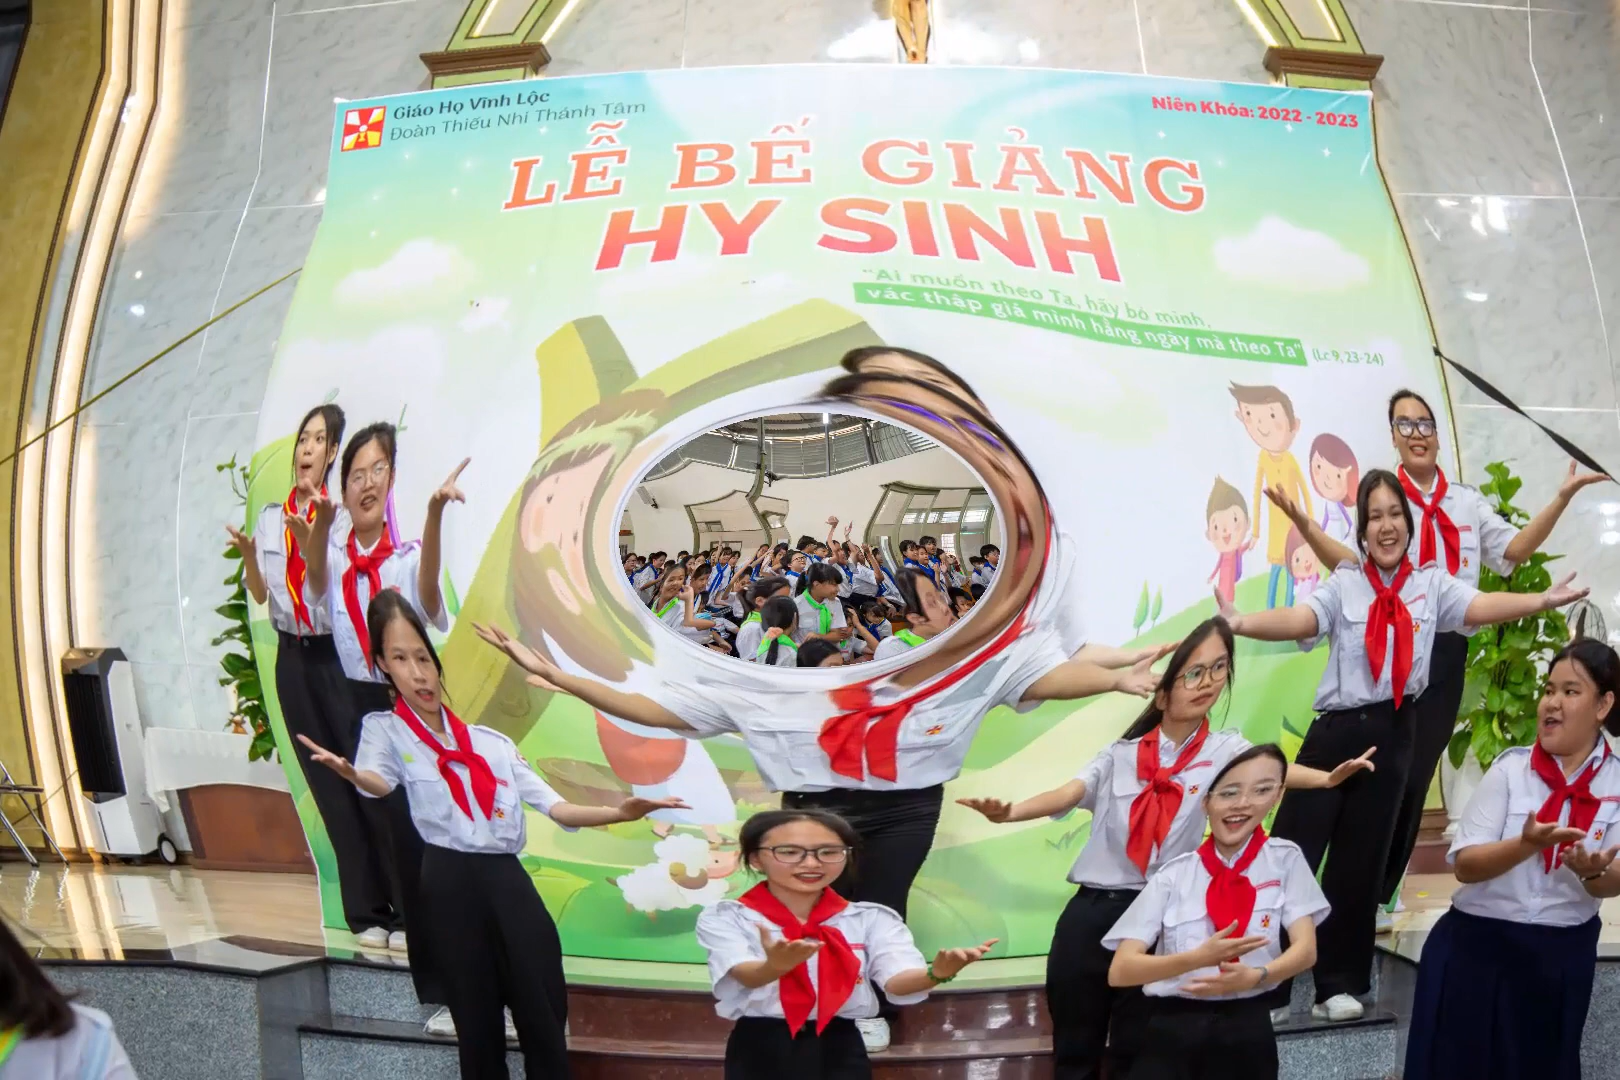 Giáo Họ Vĩnh Lộc
Đoàn Thiếu Nhi Thánh Tâm
Niên Khóa: 2022 - 2023
LỄ BẾ GIẢNG
HY SINH
"Ai muốn theo Ta, hãy bỏ mình,
vác thập giá mình hằng ngày mà theo Ta" (Lc 9, 23-24)